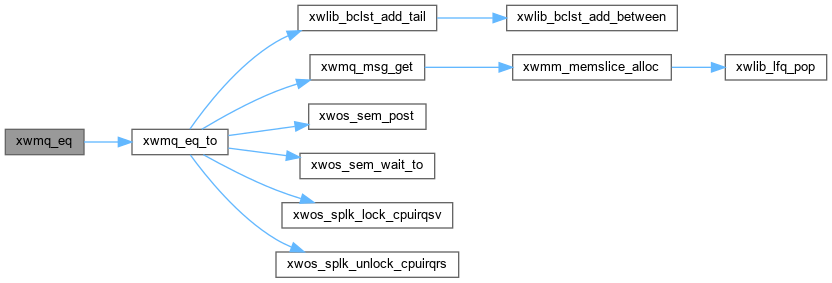 xwlib_bclst_add_tail
xwlib_bclst_add_between
xwmq_msg_get
xwmm_memslice_alloc
xwlib_lfq_pop
xwos_sem_post
xwmq_eq
xwmq_eq_to
xwos_sem_wait_to
xwos_splk_lock_cpuirqsv
xwos_splk_unlock_cpuirqrs